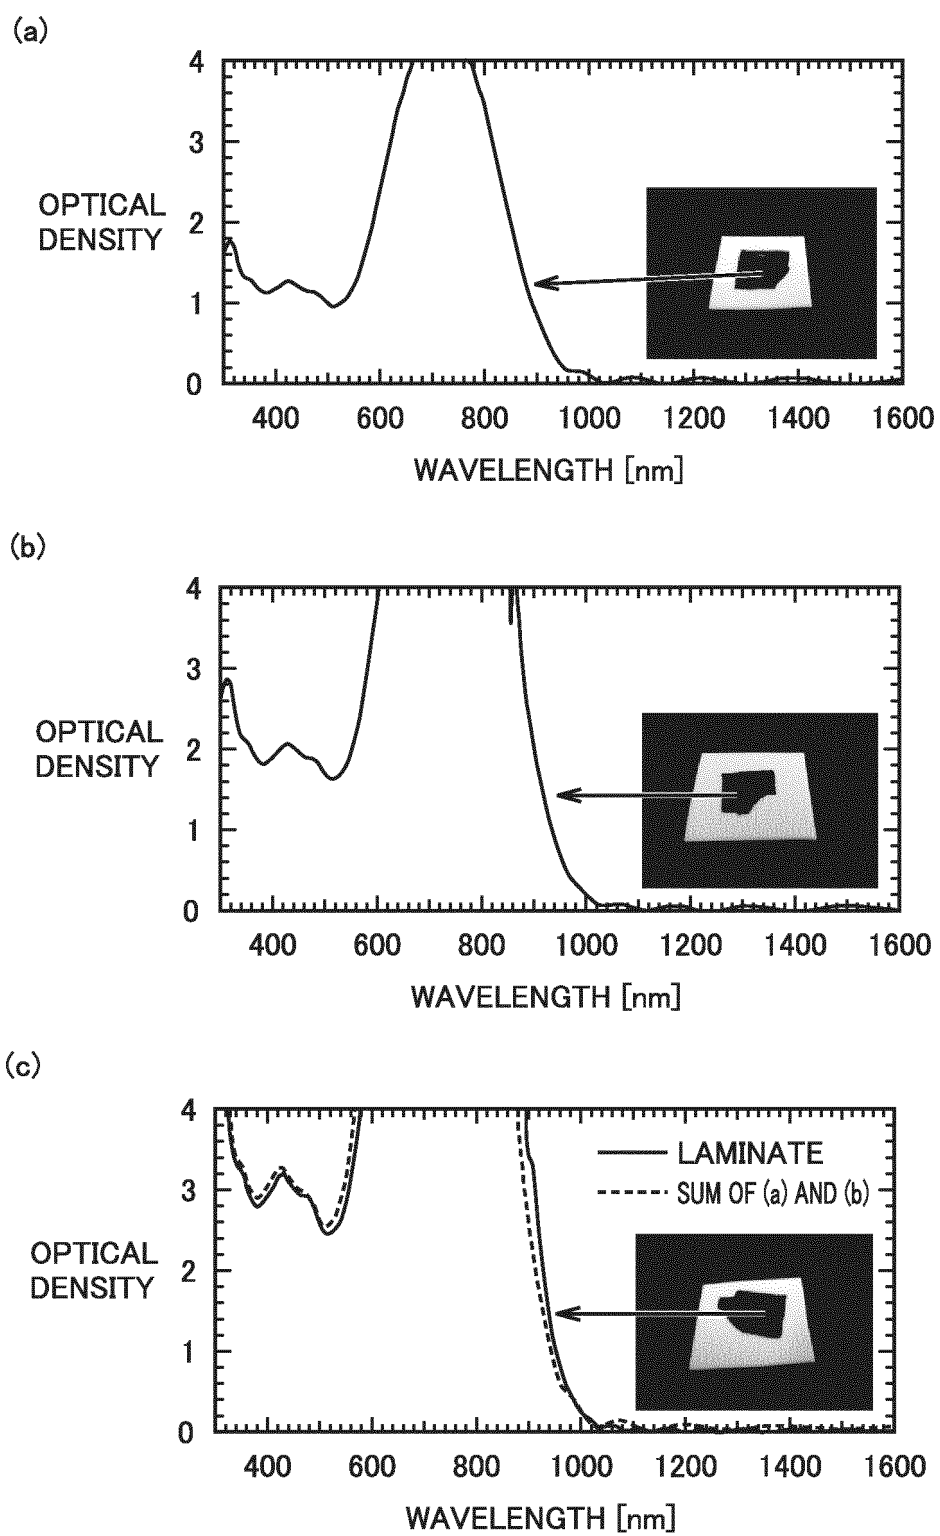 (a)
4
3
2
1
0
OPTICAL
DENSITY
400 600 800 1000 1200 1400 1600
WAVELENGTH [nm]
(b)
4
3
2
1
0
OPTICAL
DENSITY
400 600 800 1000 1200 1400 1600
WAVELENGTH [nm]
(c)
4
3
2
1
0
OPTICAL
DENSITY
LAMINATE
SUM OF (a) AND (b)
400 600 800 1000 1200 1400 1600
WAVELENGTH [nm]